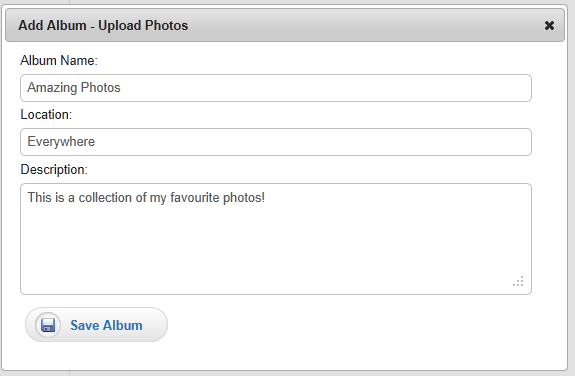 Add Album - Upload Photos
Album Name:
Amazing Photos
Location:
Everywhere
Description:
This is a collection of my favourite photos!
Save Album